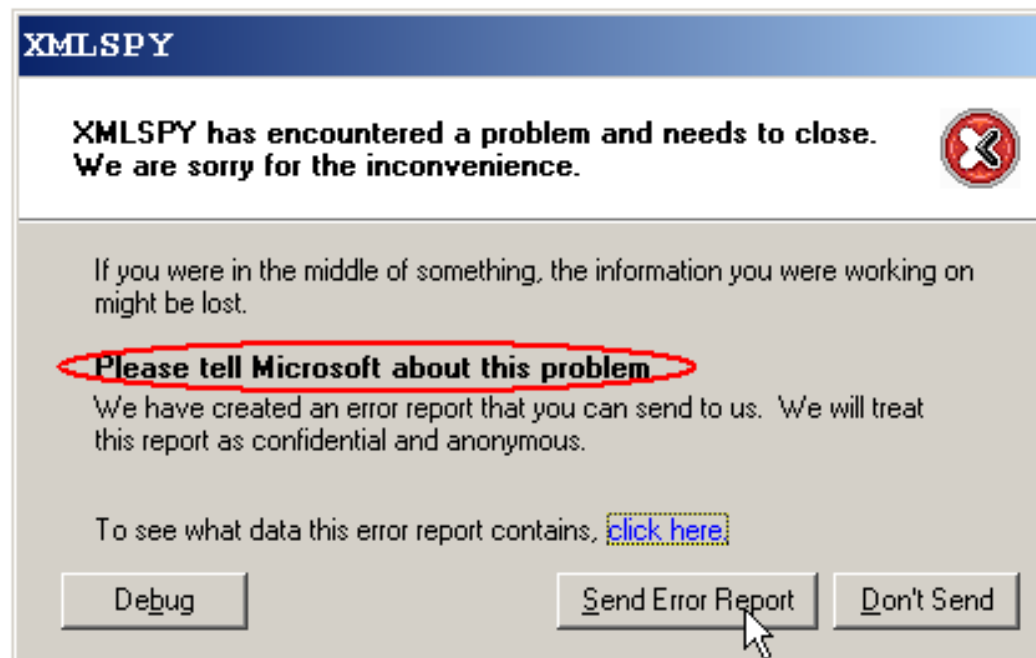 XMLSPY
XMLSPY has encountered a problem and needs to close.
We are sorry for the inconvenience.
If you were in the middle of something, the information you were working on
might be lost.
Please tell Microsoft about this problem
We have created an error report that you can send to us.  We will treat
this report as confidential and anonymous.
To see what data this error report contains, click here.
Debug
Send Error Report
Don't Send